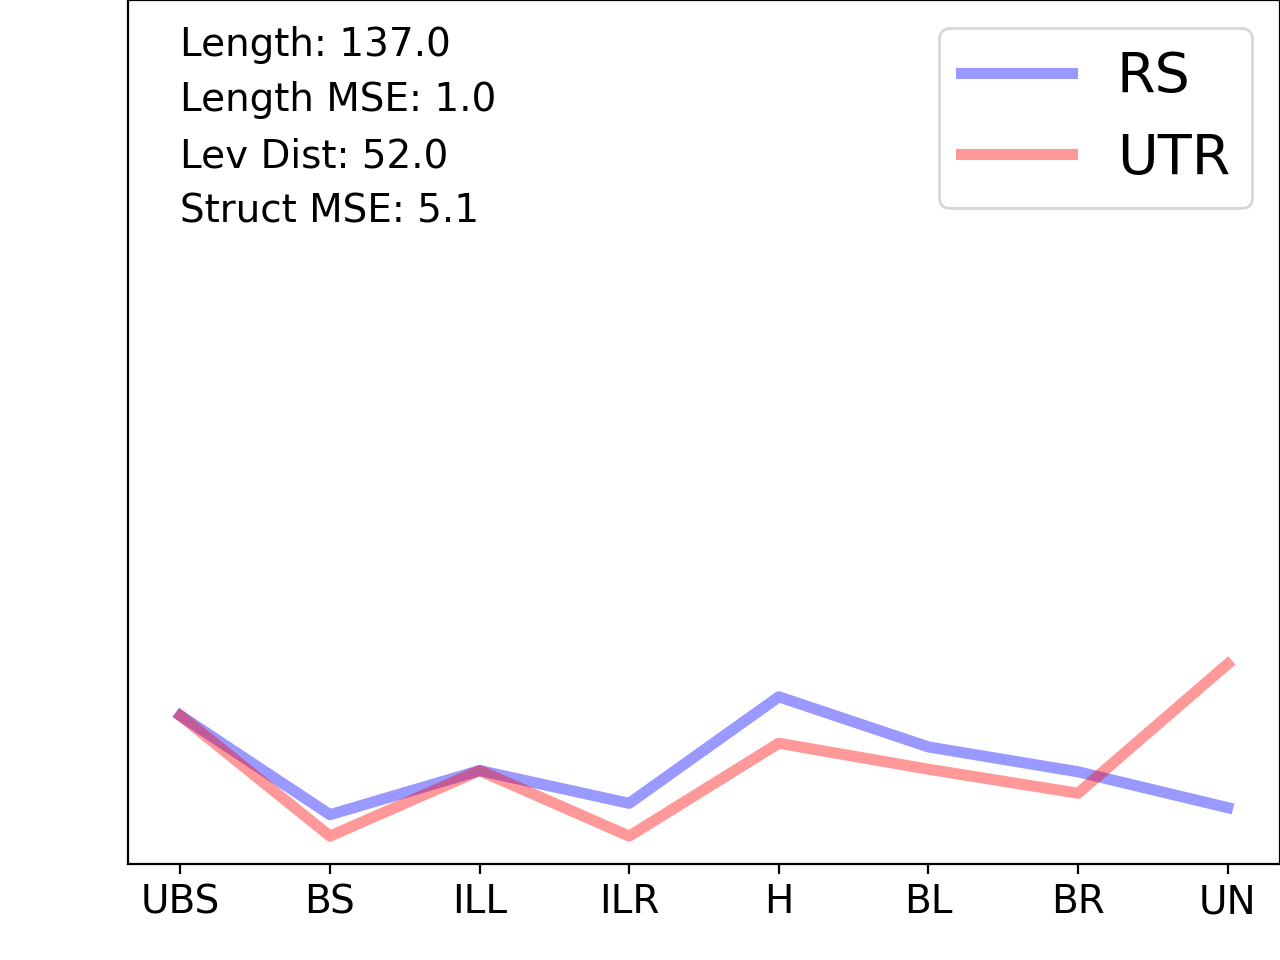 Length: 137.0
Length MSE: 1.0
Lev Dist: 52.0
Struct MSE: 5.1
RS
UTR
UBS BS ILL ILR H BL BR UN